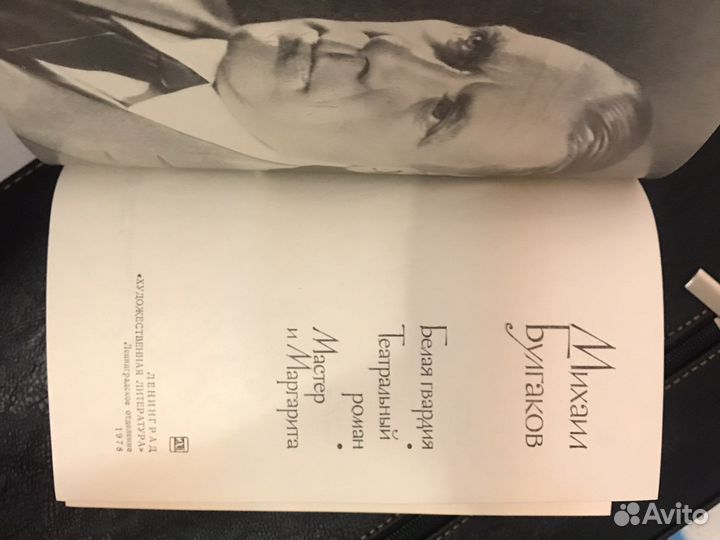 Михаил
Булгаков
Белая гвардия
Театральный
роман
Мастер
и Маргарита
ЛЕНИНГРАД
«ХУДОЖЕСТВЕННАЯ ЛИТЕРАТУРА»
Ленинградское отделение
1978
Avito